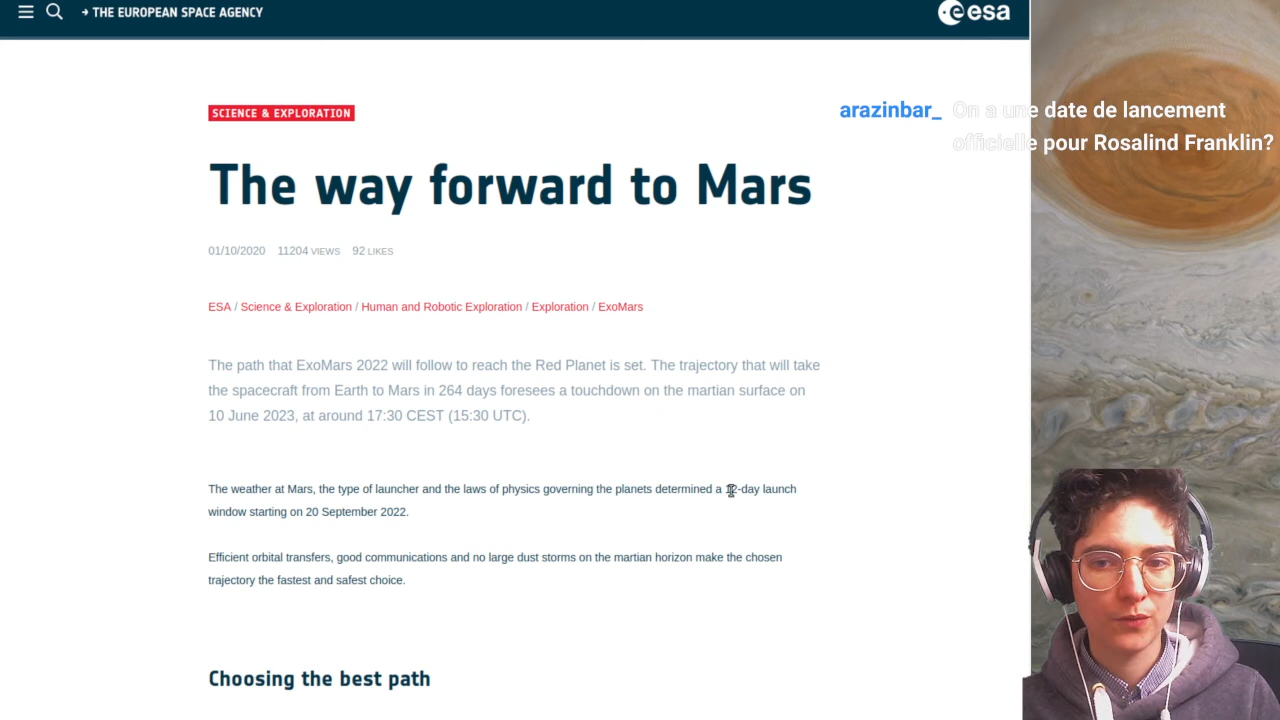 → THE EUROPEAN SPACE AGENCY
esa
SCIENCE & EXPLORATION
arazinbar_ On a une date de lancement
officielle pour Rosalind Franklin?
The way forward to Mars
01/10/2020 11204 VIEWS 92 LIKES
ESA / Science & Exploration / Human and Robotic Exploration / Exploration / ExoMars
The path that ExoMars 2022 will follow to reach the Red Planet is set. The trajectory that will take
the spacecraft from Earth to Mars in 264 days foresees a touchdown on the martian surface on
10 June 2023, at around 17:30 CEST (15:30 UTC).
The weather at Mars, the type of launcher and the laws of physics governing the planets determined a -day launch
window starting on 20 September 2022.
Efficient orbital transfers, good communications and no large dust storms on the martian horizon make the chosen
trajectory the fastest and safest choice.
Choosing the best path